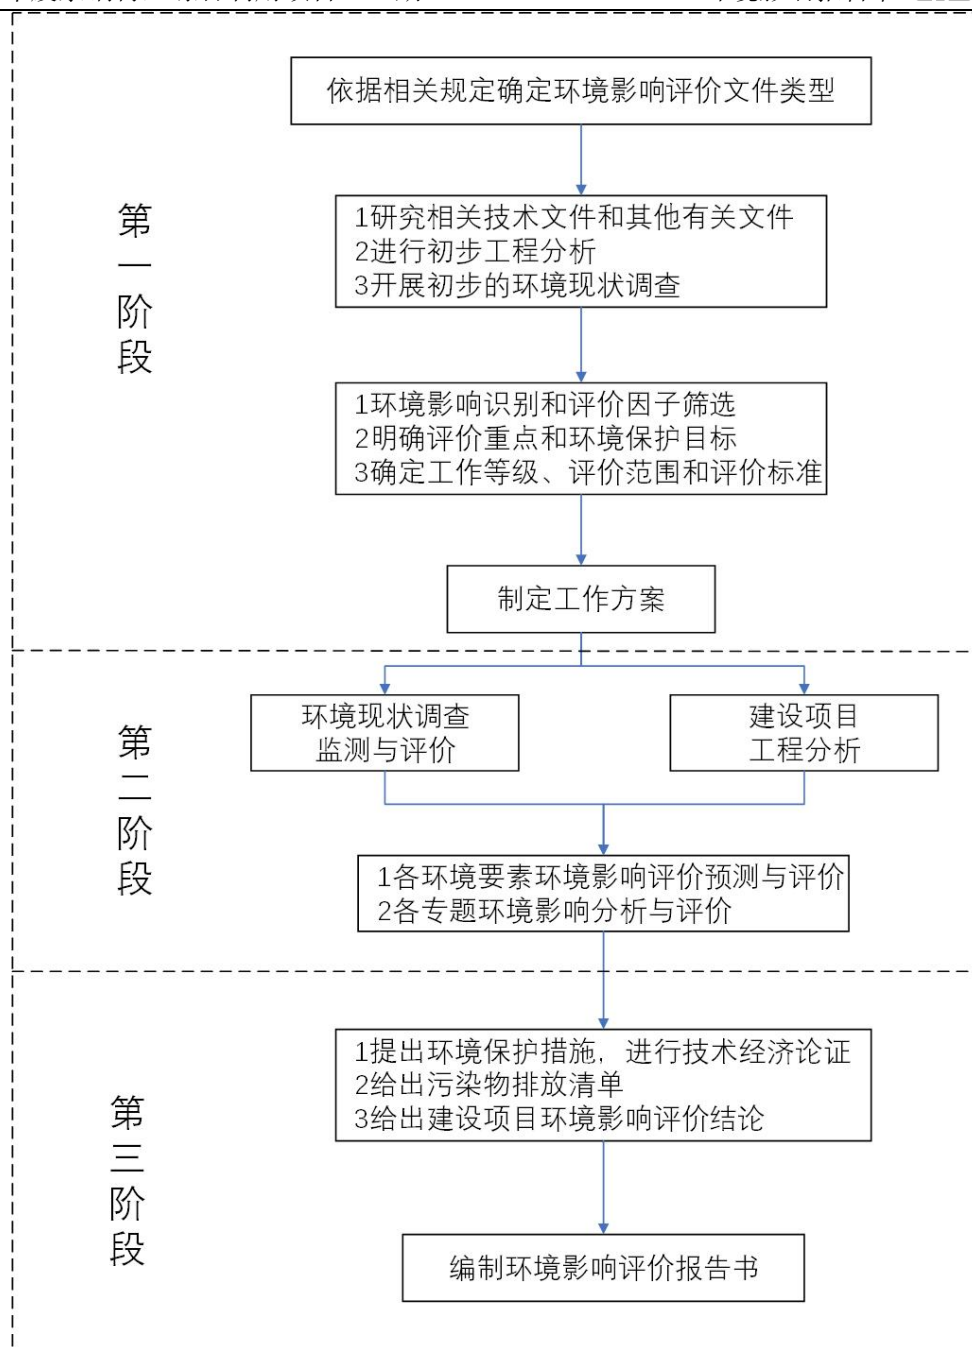 依据相关规定确定环境影响评价文件类型
第一阶段
1研究相关技术文件和其他有关文件
2进行初步工程分析
3开展初步的环境现状调查
1环境影响识别和评价因子筛选
2明确评价重点和环境保护目标
3确定工作等级、评价范围和评价标准
制定工作方案
第二阶段
环境现状调查
监测与评价
建设项目
工程分析
1各环境要素环境影响评价预测与评价
2各专题环境影响分析与评价
第三阶段
1提出环境保护措施，进行技术经济论证
2给出污染物排放清单
3给出建设项目环境影响评价结论
编制环境影响评价报告书